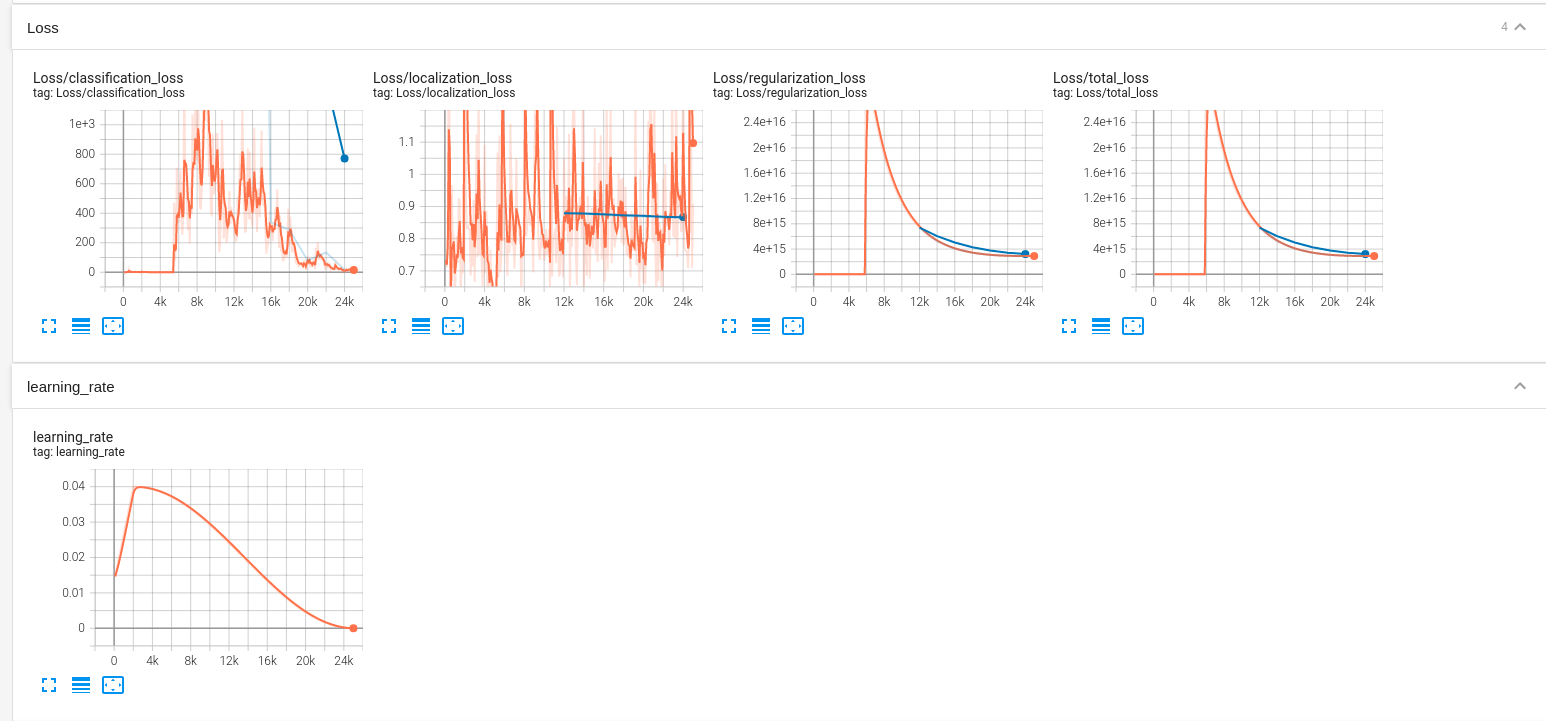 Loss
4
Loss/classification_loss
tag: Loss/classification_loss
1e+3
800
600
400
200
0
0 4k 8k 12k 16k 20k 24k
Loss/localization_loss
tag: Loss/localization_loss
1.1
1
0.9
0.8
0.7
0 4k 8k 12k 16k 20k 24k
Loss/regularization_loss
tag: Loss/regularization_loss
2.4e+16
2e+16
1.6e+16
1.2e+16
8e+15
4e+15
0
0 4k 8k 12k 16k 20k 24k
Loss/total_loss
tag: Loss/total_loss
2.4e+16
2e+16
1.6e+16
1.2e+16
8e+15
4e+15
0
0 4k 8k 12k 16k 20k 24k
learning_rate
learning_rate
tag: learning_rate
0.04
0.03
0.02
0.01
0
0 4k 8k 12k 16k 20k 24k